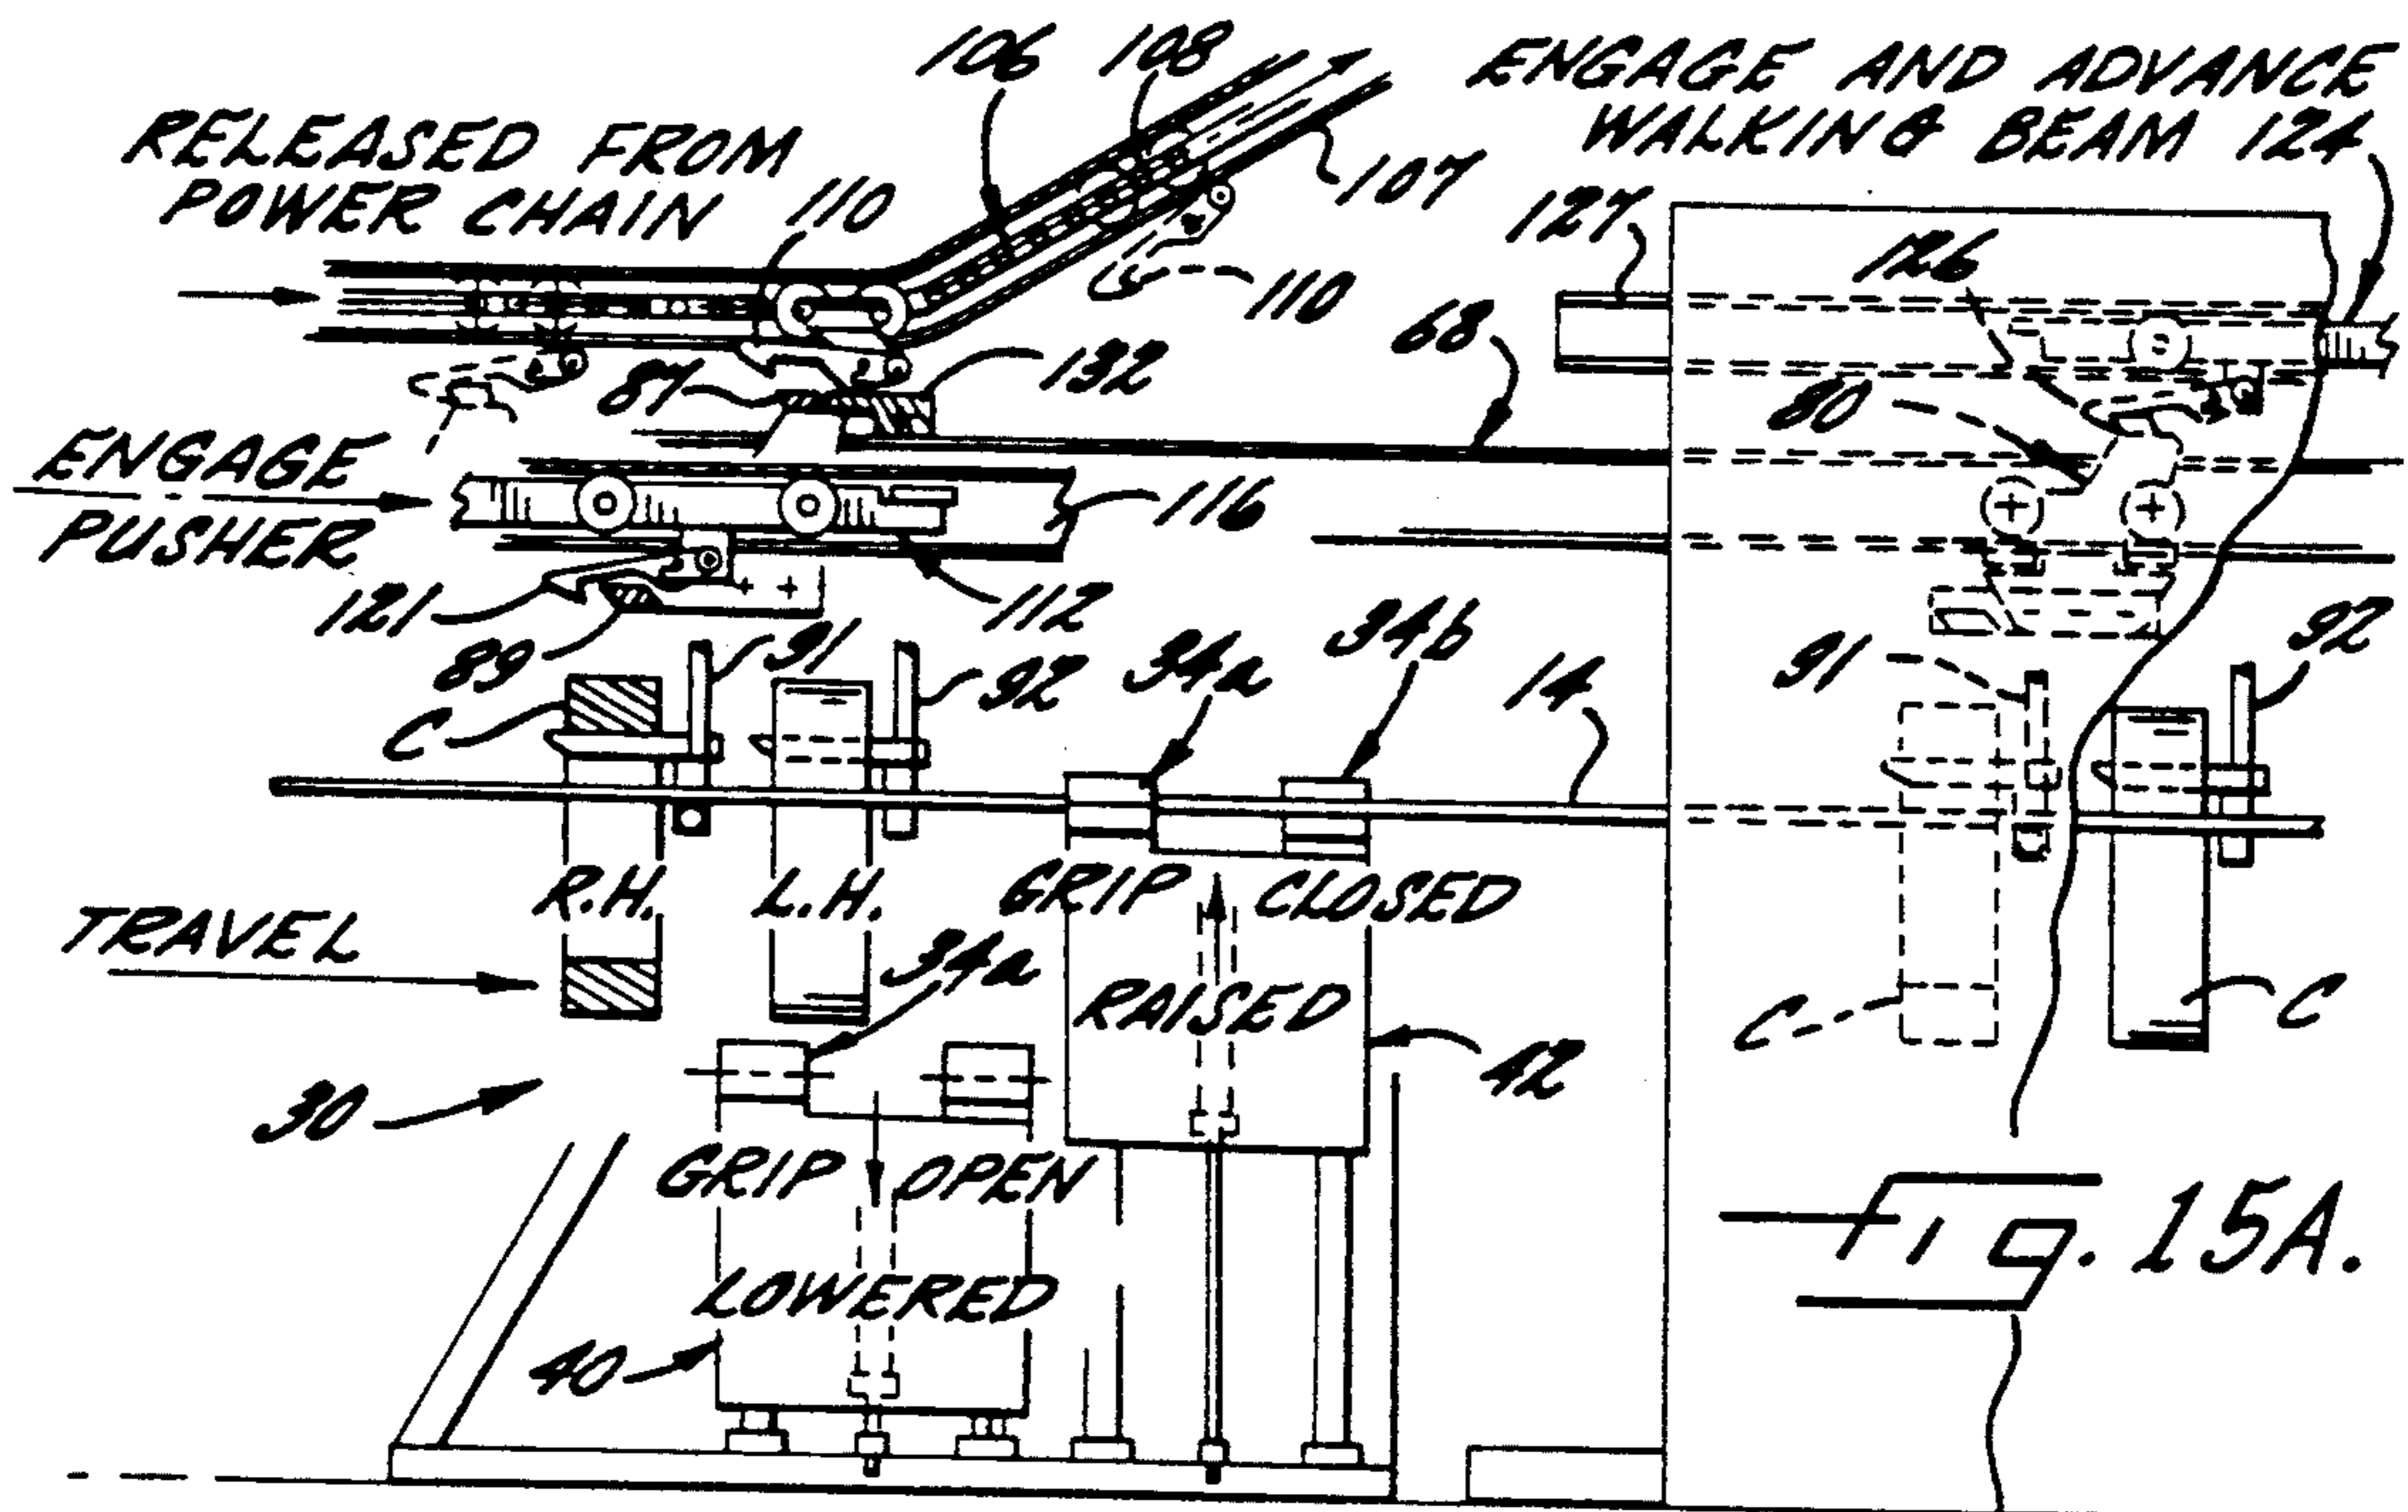 106 108
ENGAGE AND ADVANCE
WALKING BEAM 124
RELEASED FROM
POWER CHAIN
110
107
127
126
110
68
87
132
80
ENGAGE
PUSHER
116
121
112
89
91
92
34a
34b
14
91
92
C
R.H. L.H.
GRIP CLOSED
TRAVEL
34a
RAISED
C
C
42
30
GRIP OPEN
Fig. 15A.
LOWERED
40